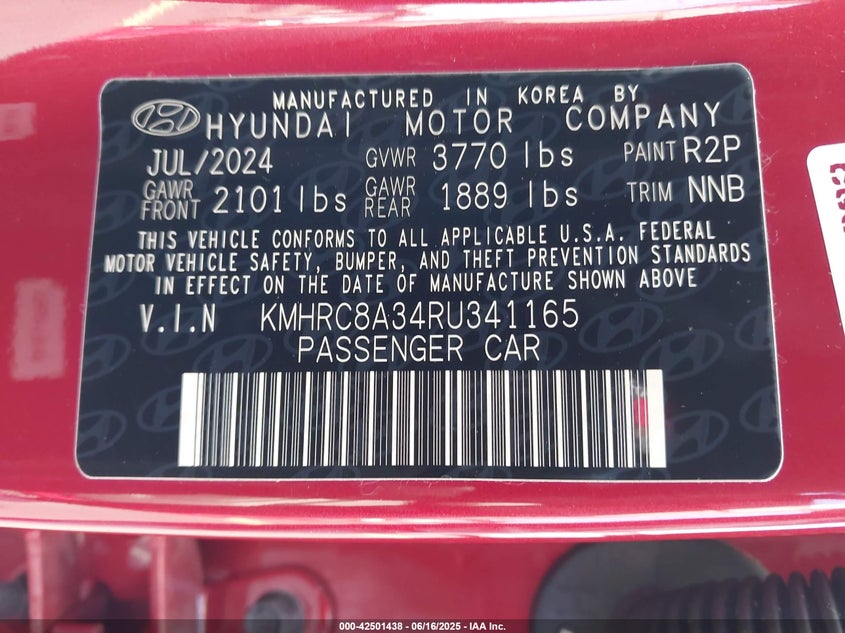 MANUFACTURED IN KOREA BY
HYUNDAI MOTOR COMPANY
JUL/2024 GVWR 3770 lbs PAINT R2P
GAWR FRONT 2101 lbs GAWR REAR 1889 lbs TRIM NNB
THIS VEHICLE CONFORMS TO ALL APPLICABLE U.S.A. FEDERAL
MOTOR VEHICLE SAFETY, BUMPER, AND THEFT PREVENTION STANDARDS
IN EFFECT ON THE DATE OF MANUFACTURE SHOWN ABOVE
V.I.N KMHRC8A34RU341165
PASSENGER CAR
000-42501438 - 06/16/2025 - IAA Inc.